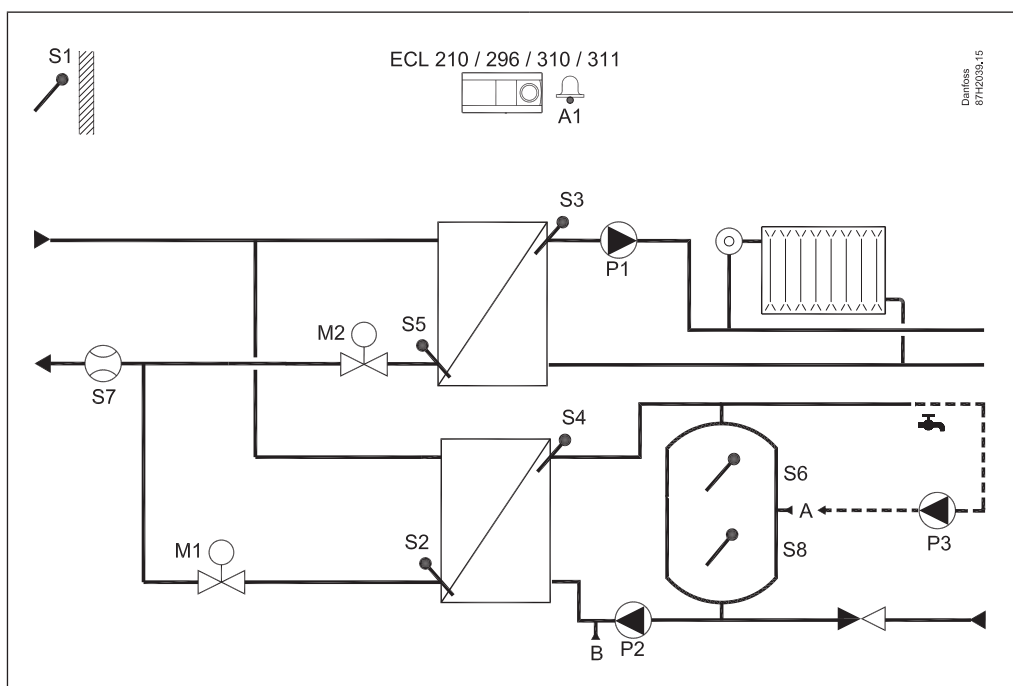 S1
ECL 210 / 296 / 310 / 311
A1
Danfoss
87H2039.15
S3
P1
M2
S5
S7
S4
S6
A
S8
P3
M1
S2
B
P2